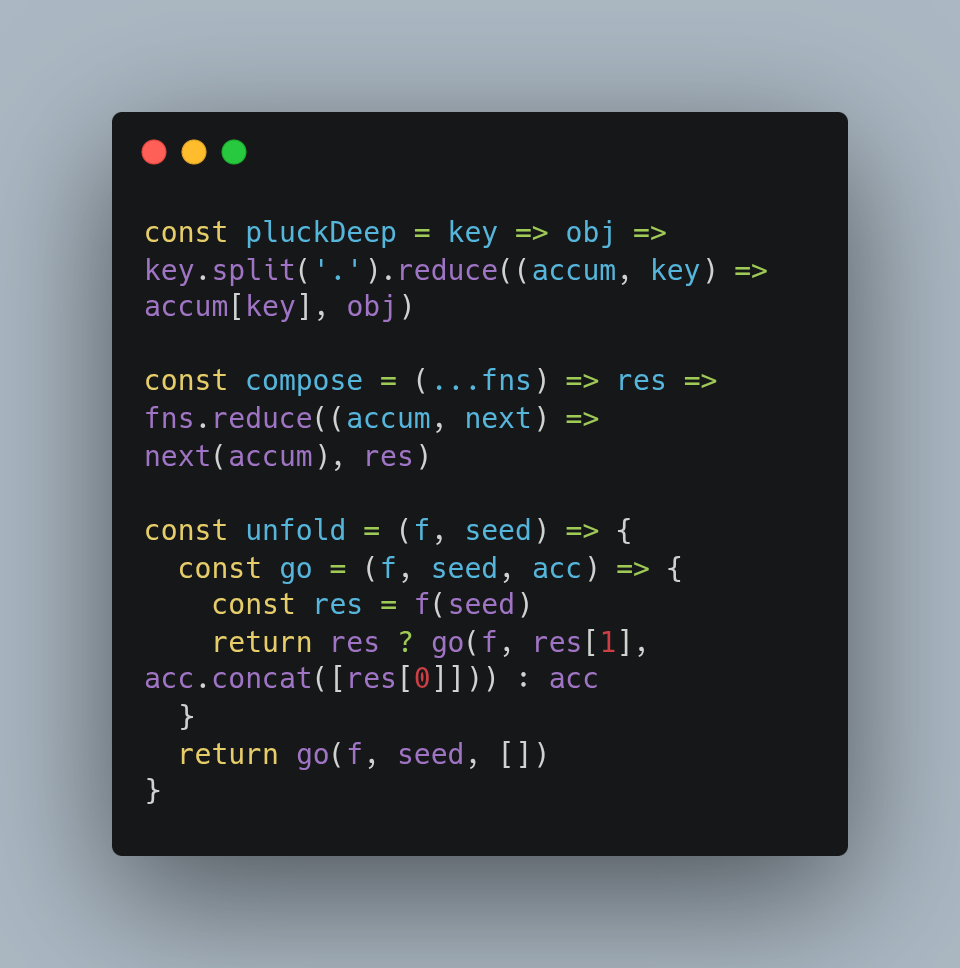 const pluckDeep = key => obj =>
key.split('.').reduce((accum, key) =>
accum[key], obj)

const compose = (...fns) => res =>
fns.reduce((accum, next) =>
next(accum), res)

const unfold = (f, seed) => {
  const go = (f, seed, acc) => {
    const res = f(seed)
    return res ? go(f, res[1],
acc.concat([res[0]])) : acc
  }
  return go(f, seed, [])
}